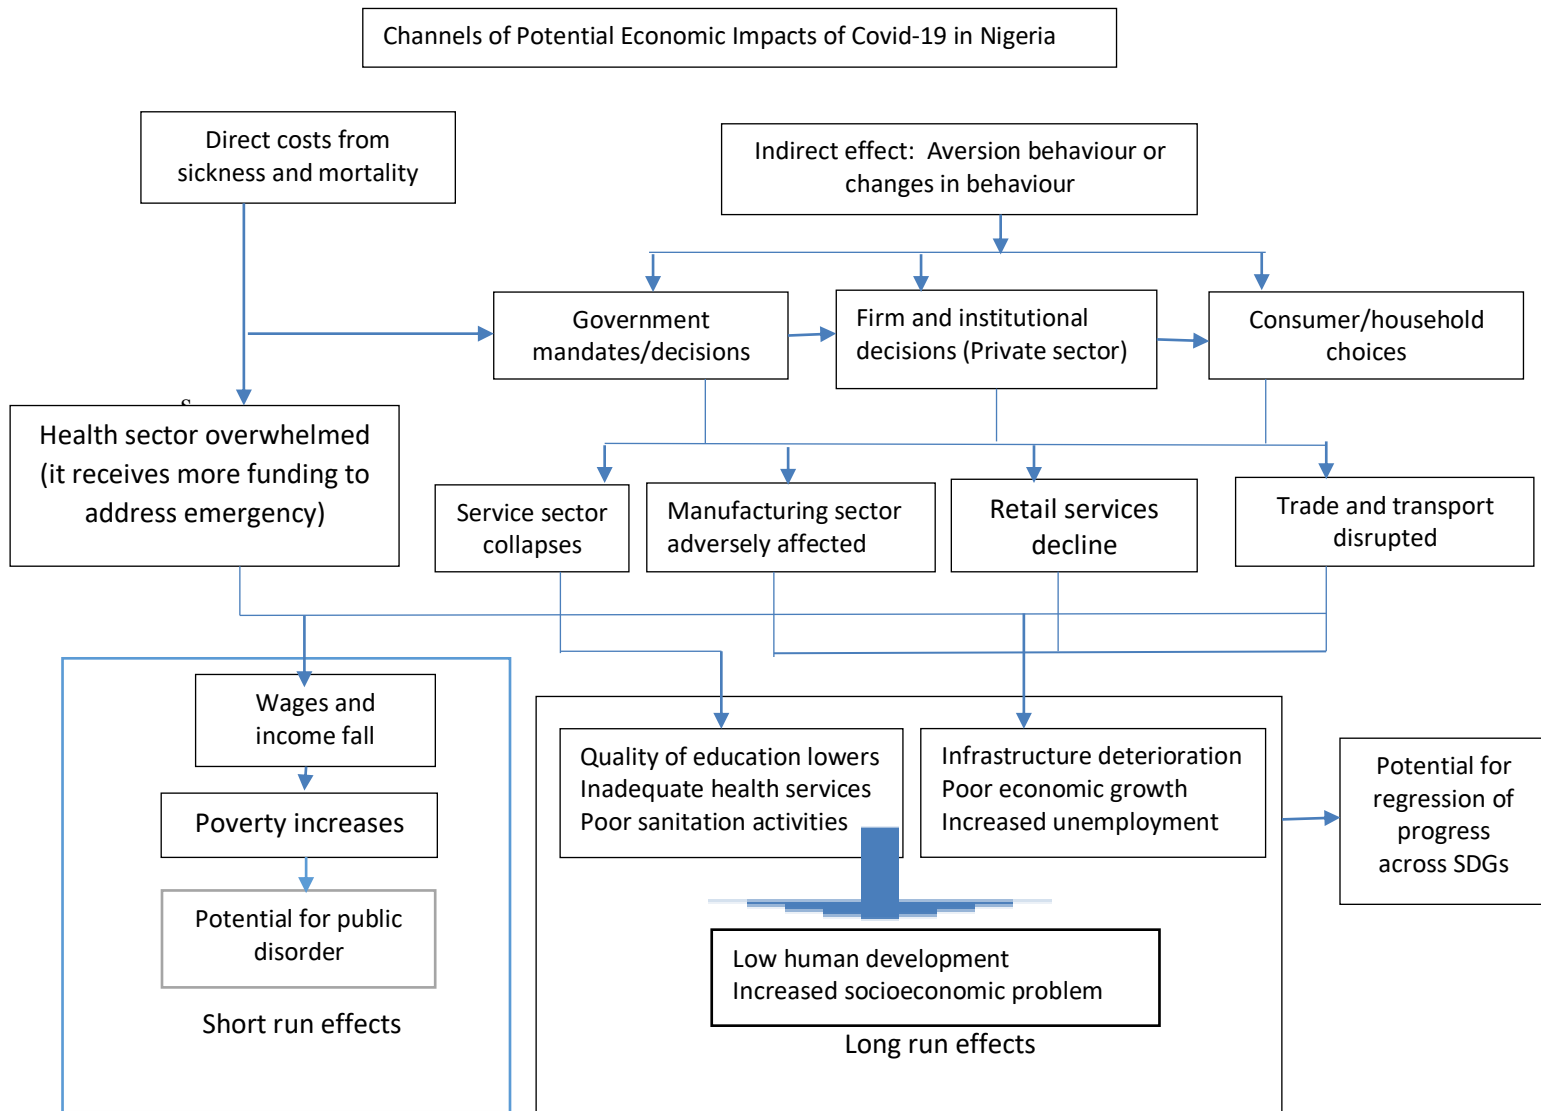 Channels of Potential Economic Impacts of Covid-19 in Nigeria
Direct costs from
sickness and mortality
Indirect effect:  Aversion behaviour or
changes in behaviour
Government
mandates/decisions
Firm and institutional
decisions (Private sector)
Consumer/household
choices
Health sector overwhelmed
(it receives more funding to
address emergency)
Service sector
collapses
Manufacturing sector
adversely affected
Retail services
decline
Trade and transport
disrupted
Wages and
income fall
Poverty increases
Potential for public
disorder
Short run effects
Quality of education lowers
Inadequate health services
Poor sanitation activities
Infrastructure deterioration
Poor economic growth
Increased unemployment
Low human development
Increased socioeconomic problem
Long run effects
Potential for
regression of
progress
across SDGs